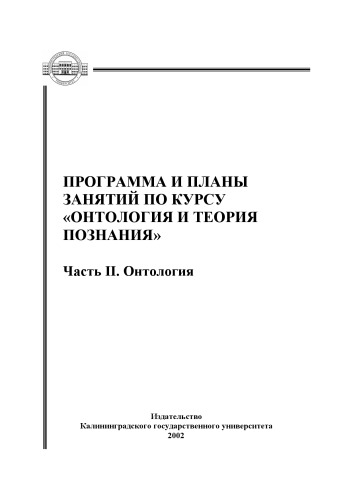 ПРОГРАММА И ПЛАНЫ
ЗАНЯТИЙ ПО КУРСУ
«ОНТОЛОГИЯ И ТЕОРИЯ
ПОЗНАНИЯ»
Часть II. Онтология
Издательство
Калининградского государственного университета
2002